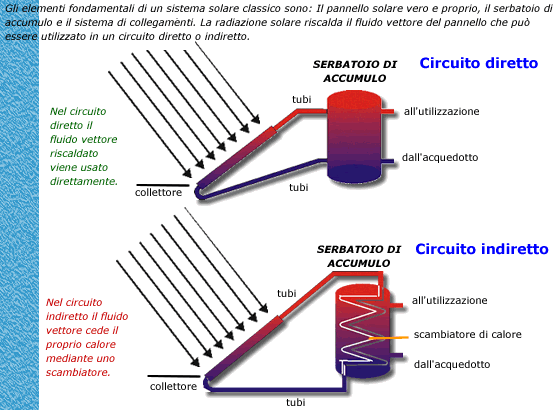 Gli elementi fondamentali di un sistema solare classico sono: Il pannello solare vero e proprio, il serbatoio di
accumulo e il sistema di collegamenti. La radiazione solare riscalda il fluido vettore del pannello che può
essere utilizzato in un circuito diretto o indiretto.
SERBATOIO DI
ACCUMULO
Circuito diretto
tubi
all'utilizzazione
Nel circuito
diretto il
fluido vettore
riscaldato
viene usato
direttamente.
dall'acquedotto
collettore
tubi
SERBATOIO DI
ACCUMULO
Circuito indiretto
tubi
all'utilizzazione
Nel circuito
indiretto il fluido
vettore cede il
proprio calore
mediante uno
scambiatore.
scambiatore di calore
dall'acquedotto
collettore
tubi